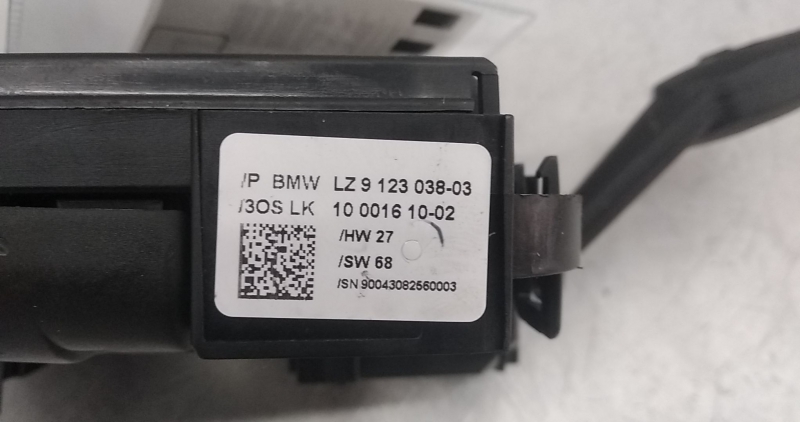 /P BMW LZ 9 123 038-03
/3OS LK 10 0016 10-02
/HW 27
/SW 68
/SN 90043082560003